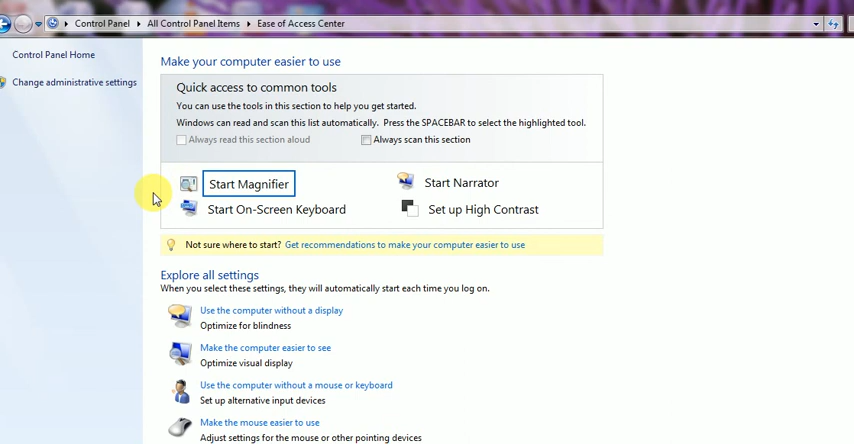 Control Panel ▸ All Control Panel Items ▸ Ease of Access Center
Control Panel Home
Change administrative settings
Make your computer easier to use
Quick access to common tools
You can use the tools in this section to help you get started.
Windows can read and scan this list automatically. Press the SPACEBAR to select the highlighted tool.
Always read this section aloud Always scan this section
Start Magnifier Start Narrator
Start On-Screen Keyboard Set up High Contrast
Not sure where to start? Get recommendations to make your computer easier to use
Explore all settings
When you select these settings, they will automatically start each time you log on.
Use the computer without a display
Optimize for blindness
Make the computer easier to see
Optimize visual display
Use the computer without a mouse or keyboard
Set up alternative input devices
Make the mouse easier to use
Adjust settings for the mouse or other pointing devices